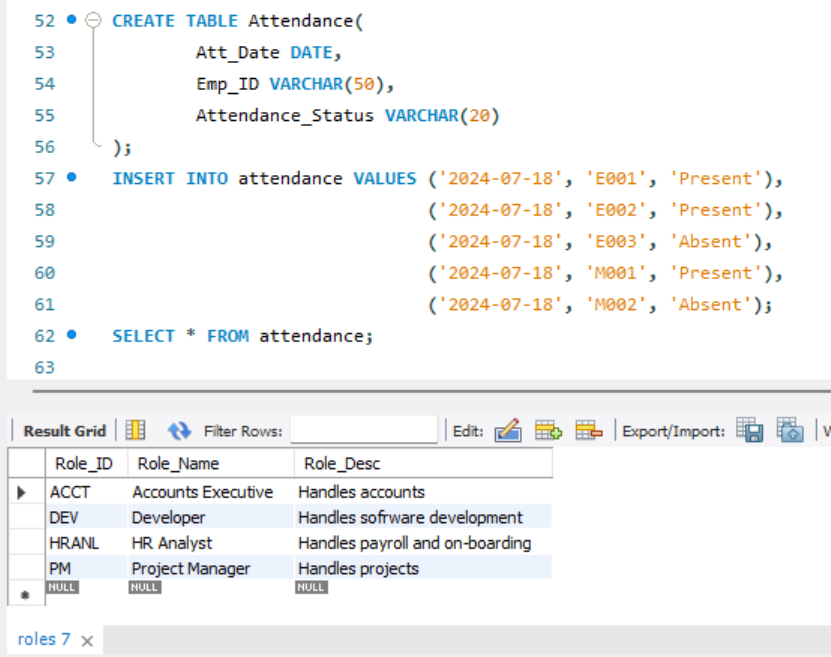 52 CREATE TABLE Attendance(
53 Att_Date DATE,
54 Emp_ID VARCHAR(50),
55 Attendance_Status VARCHAR(20)
56 );
57 INSERT INTO attendance VALUES ('2024-07-18', 'E001', 'Present'),
58 ('2024-07-18', 'E002', 'Present'),
59 ('2024-07-18', 'E003', 'Absent'),
60 ('2024-07-18', 'M001', 'Present'),
61 ('2024-07-18', 'M002', 'Absent');
62 SELECT * FROM attendance;
63
Result Grid Filter Rows: Edit: Export/Import: W
Role_ID Role_Name Role_Desc
ACCT Accounts Executive Handles accounts
DEV Developer Handles sofrware development
HRANL HR Analyst Handles payroll and on-boarding
PM Project Manager Handles projects
NULL NULL NULL
roles 7